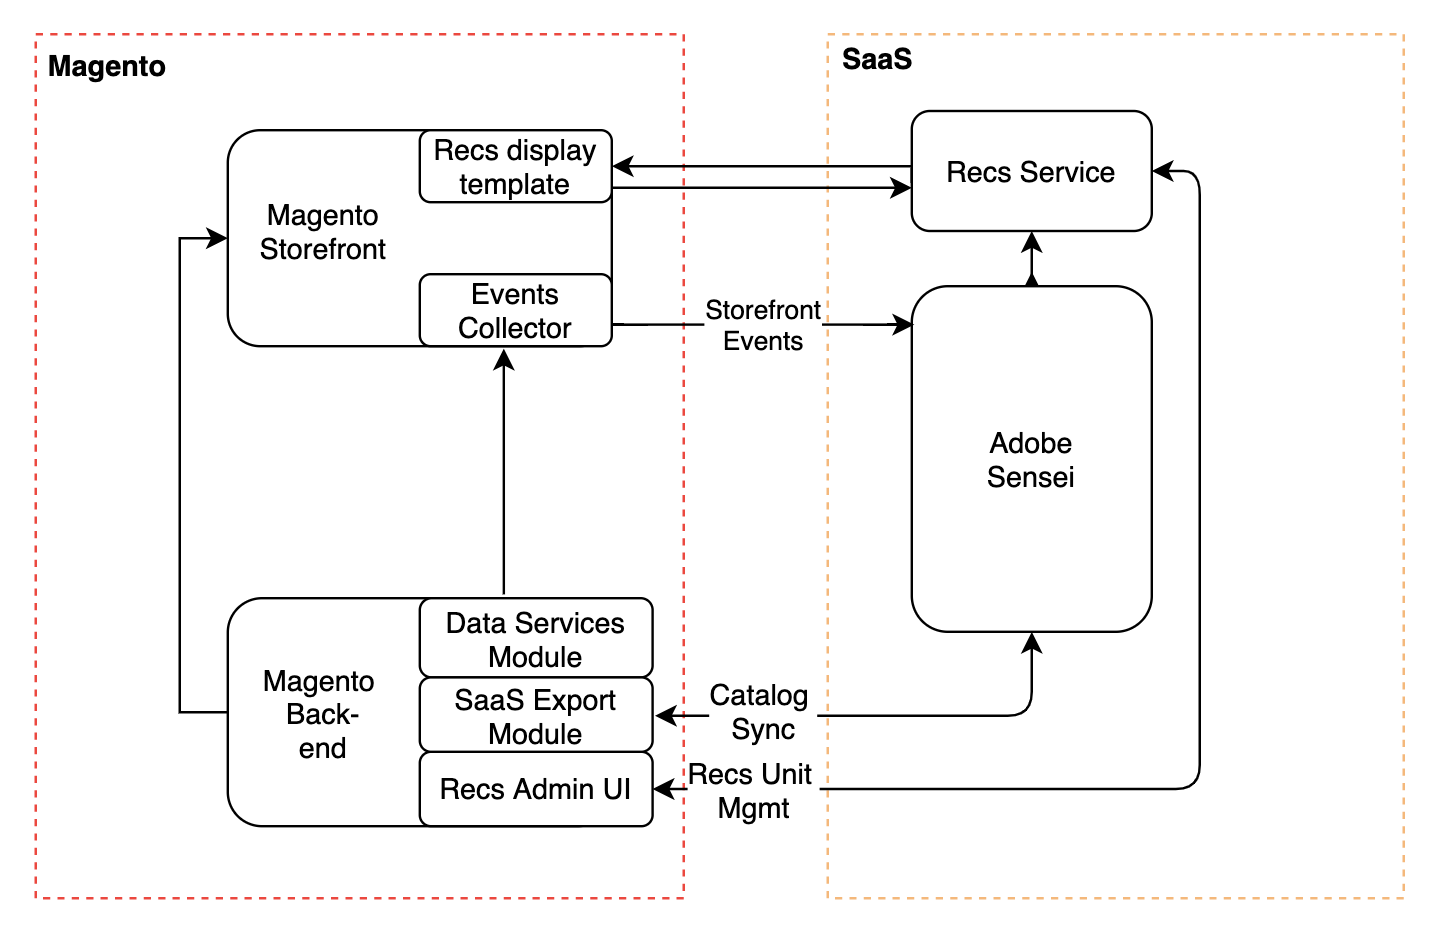 Magento
SaaS
Recs display
template
Recs Service
Magento
Storefront
Events
Collector
Storefront
Events
Adobe
Sensei
Data Services
Module
Magento
Back-
end
SaaS Export
Module
Catalog
Sync
Recs Admin UI
Recs Unit
Mgmt